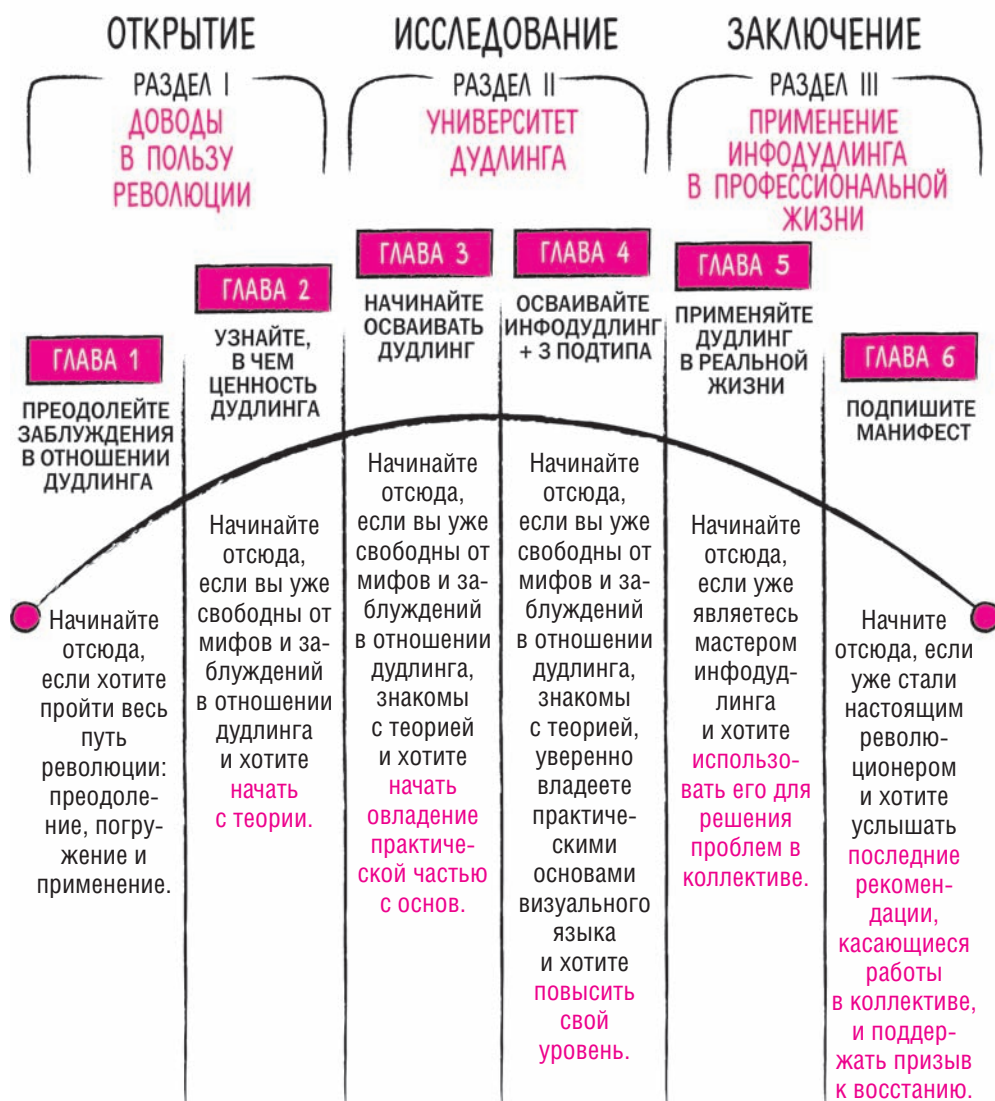 ОТКРЫТИЕ
РАЗДЕЛ I
ДОВОДЫ
В ПОЛЬЗУ
РЕВОЛЮЦИИ
ИССЛЕДОВАНИЕ
РАЗДЕЛ II
УНИВЕРСИТЕТ
ДУДЛИНГА
ЗАКЛЮЧЕНИЕ
РАЗДЕЛ III
ПРИМЕНЕНИЕ
ИНФОДУДЛИНГА
В ПРОФЕССИОНАЛЬНОЙ
ЖИЗНИ
ГЛАВА 1
ПРЕОДОЛЕЙТЕ
ЗАБЛУЖДЕНИЯ
В ОТНОШЕНИИ
ДУДЛИНГА
Начинайте
отсюда,
если хотите
пройти весь
путь
революции:
преодоле-
ние, погру-
жение и
применение.
ГЛАВА 2
УЗНАЙТЕ,
В ЧЕМ
ЦЕННОСТЬ
ДУДЛИНГА
Начинайте
отсюда,
если вы уже
свободны от
мифов и за-
блуждений
в отношении
дудлинга
и хотите
начать
с теории.
ГЛАВА 3
НАЧИНАЙТЕ
ОСВАИВАТЬ
ДУДЛИНГ
Начинайте
отсюда,
если вы уже
свободны от
мифов и за-
блуждений
в отношении
дудлинга,
знакомы
с теорией
и хотите
начать
овладение
практиче-
ской частью
с основ.
ГЛАВА 4
ОСВАИВАЙТЕ
ИНФОДУДЛИНГ
+ 3 ПОДТИПА
Начинайте
отсюда,
если вы уже
свободны от
мифов и за-
блуждений
в отношении
дудлинга,
знакомы
с теорией,
уверенно
владеете
практиче-
скими
основами
визуального
языка
и хотите
повысить
свой
уровень.
ГЛАВА 5
ПРИМЕНЯЙТЕ
ДУДЛИНГ
В РЕАЛЬНОЙ
ЖИЗНИ
Начинайте
отсюда,
если уже
являетесь
мастером
инфодуд-
линга
и хотите
использо-
вать его для
решения
проблем в
коллективе.
ГЛАВА 6
ПОДПИШИТЕ
МАНИФЕСТ
Начните
отсюда, если
уже стали
настоящим
револю-
ционером
и хотите
услышать
последние
рекомен-
дации,
касающиеся
работы
в коллективе,
и поддер-
жать призыв
к восстанию.